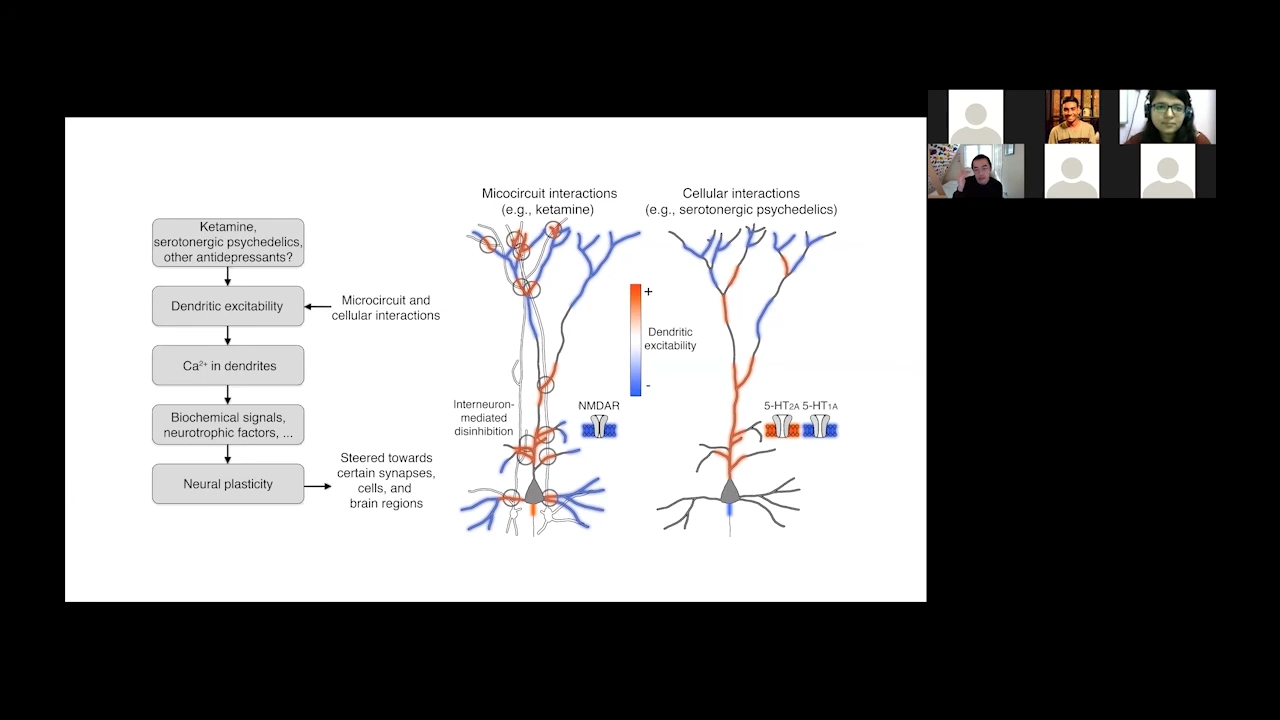 Ketamine,
serotonergic psychedelics,
other antidepressants?
Dendritic excitability
Microcircuit and
cellular interactions
Ca²⁺ in dendrites
Biochemical signals,
neurotrophic factors, ...
Neural plasticity
Steered towards
certain synapses,
cells, and
brain regions
Micocircuit interactions
(e.g., ketamine)
Interneuron-
mediated
disinhibition
NMDAR
+
Dendritic
excitability
-
Cellular interactions
(e.g., serotonergic psychedelics)
5-HT2A 5-HT1A